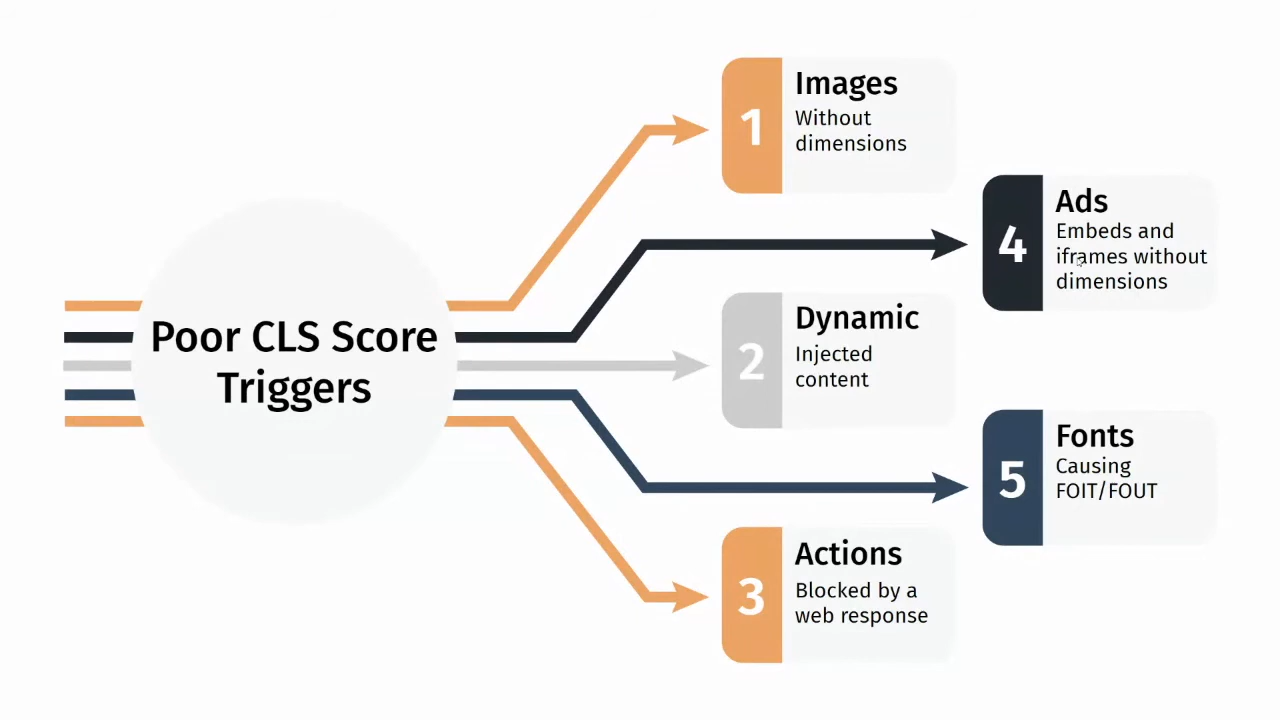 Poor CLS Score
Triggers
1
Images
Without
dimensions
2
Dynamic
Injected
content
3
Actions
Blocked by a
web response
4
Ads
Embeds and
iframes without
dimensions
5
Fonts
Causing
FOIT/FOUT